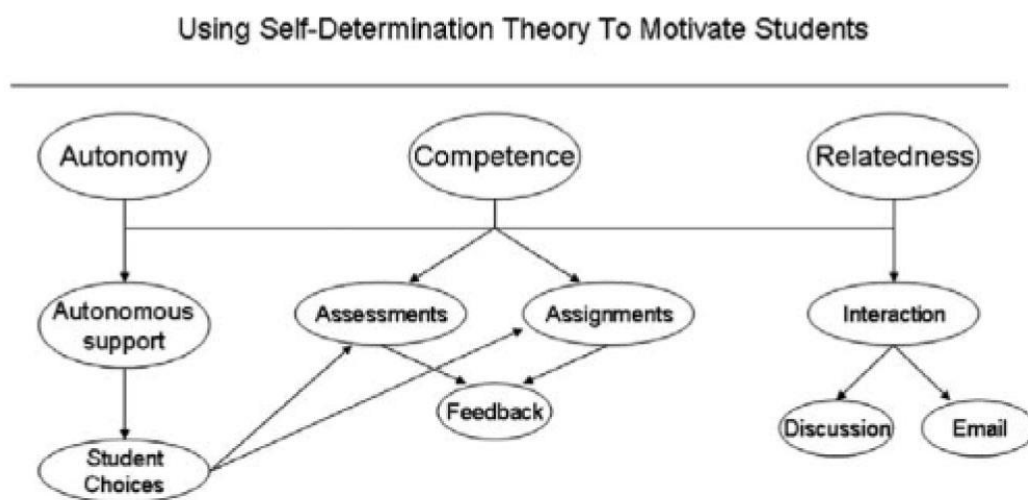 Using Self-Determination Theory To Motivate Students
Autonomy
Competence
Relatedness
Autonomous
support
Assessments
Assignments
Interaction
Feedback
Discussion
Email
Student
Choices